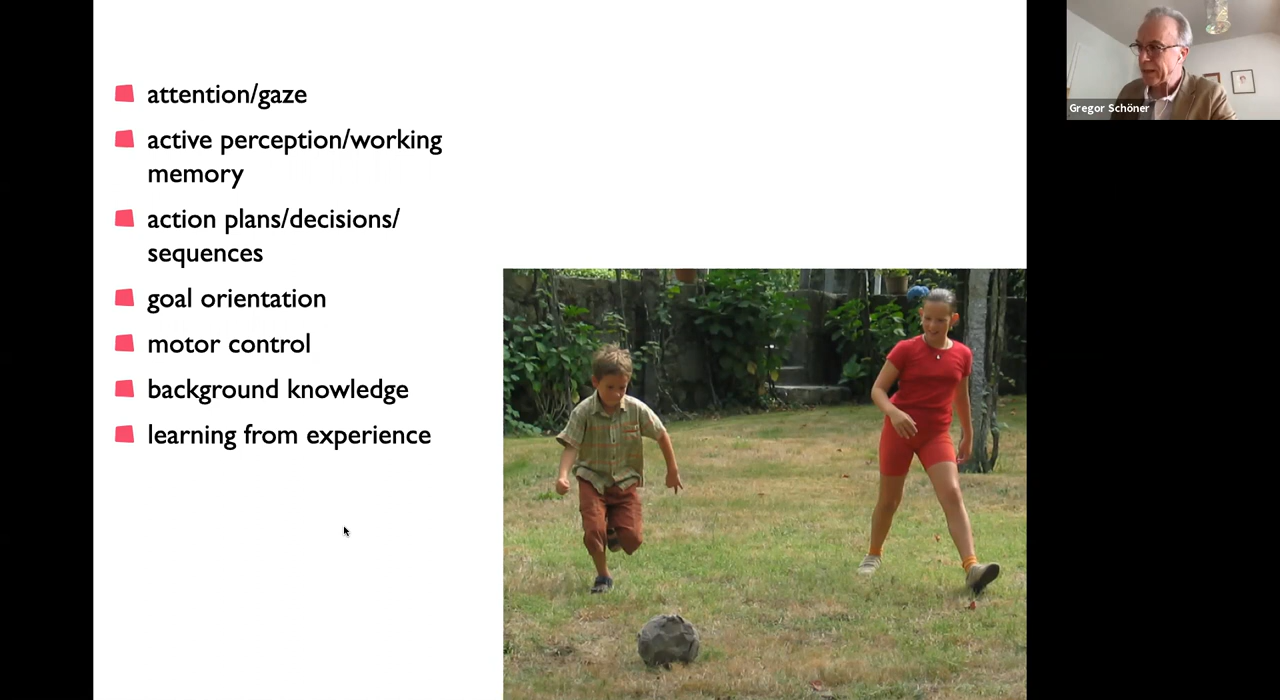 attention/gaze
active perception/working
memory
action plans/decisions/
sequences
goal orientation
motor control
background knowledge
learning from experience
Gregor Schöner